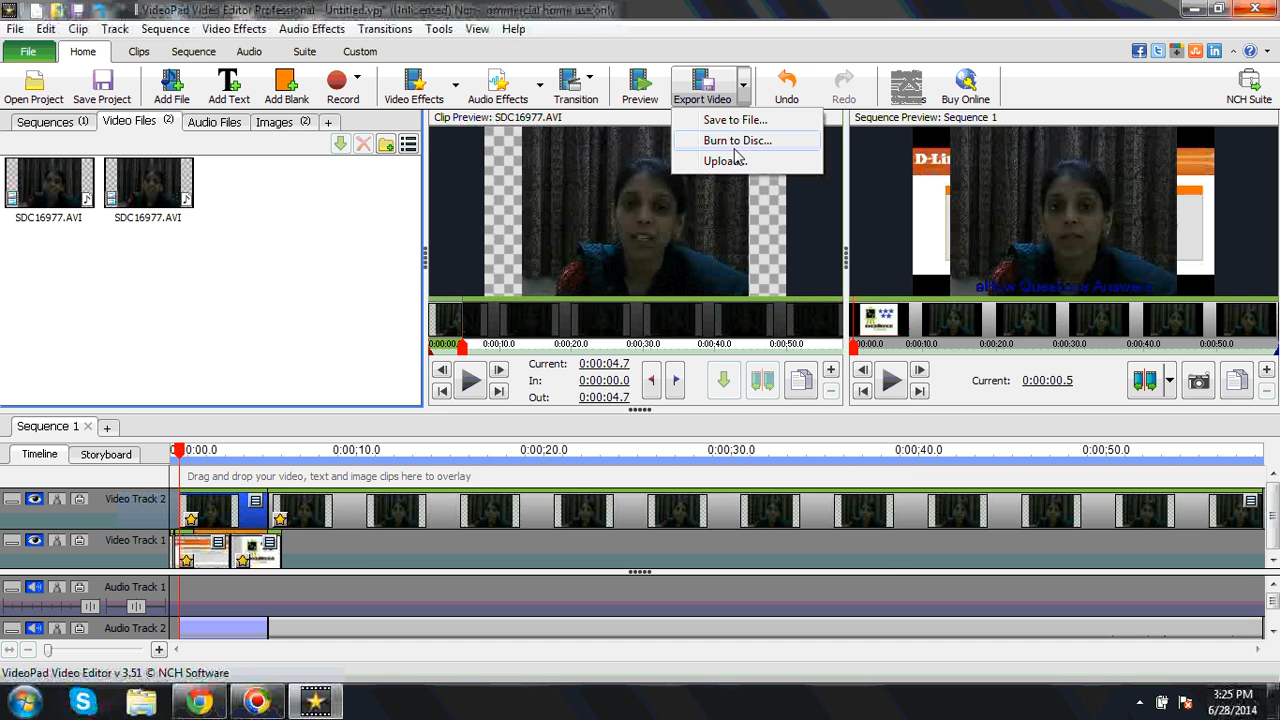 VideoPad Video Editor Professional - Untitled.vpj* (Unlicensed) Non-commercial home use only
File Edit Clip Track Sequence Video Effects Audio Effects Transitions Tools View Help
File Home Clips Sequence Audio Suite Custom
Open Project Save Project Add File Add Text Add Blank Record Video Effects Audio Effects Transition Preview Export Video Undo Redo Buy Online NCH Suite
Save to File...
Burn to Disc...
Upload...
Sequences (1) Video Files (2) Audio Files Images (2) +
Clip Preview: SDC16977.AVI
Sequence Preview: Sequence 1
SDC16977.AVI SDC16977.AVI
D-Lin
eHow Questions Answers
EXCELLENCE
0:00:00.0 0:00:10.0 0:00:20.0 0:00:30.0 0:00:40.0 0:00:50.0
0:00:10.0 0:00:20.0 0:00:30.0 0:00:40.0 0:00:50.0
Current: 0:00:04.7
In: 0:00:00.0
Out: 0:00:04.7
Current: 0:00:00.5
Sequence 1
Timeline Storyboard
0:00:10.0 0:00:20.0 0:00:30.0 0:00:40.0 0:00:50.0
Drag and drop your video, text and image clips here to overlay
Video Track 2
Video Track 1
Audio Track 1
Audio Track 2
VideoPad Video Editor v 3.51 © NCH Software
3:25 PM
6/28/2014